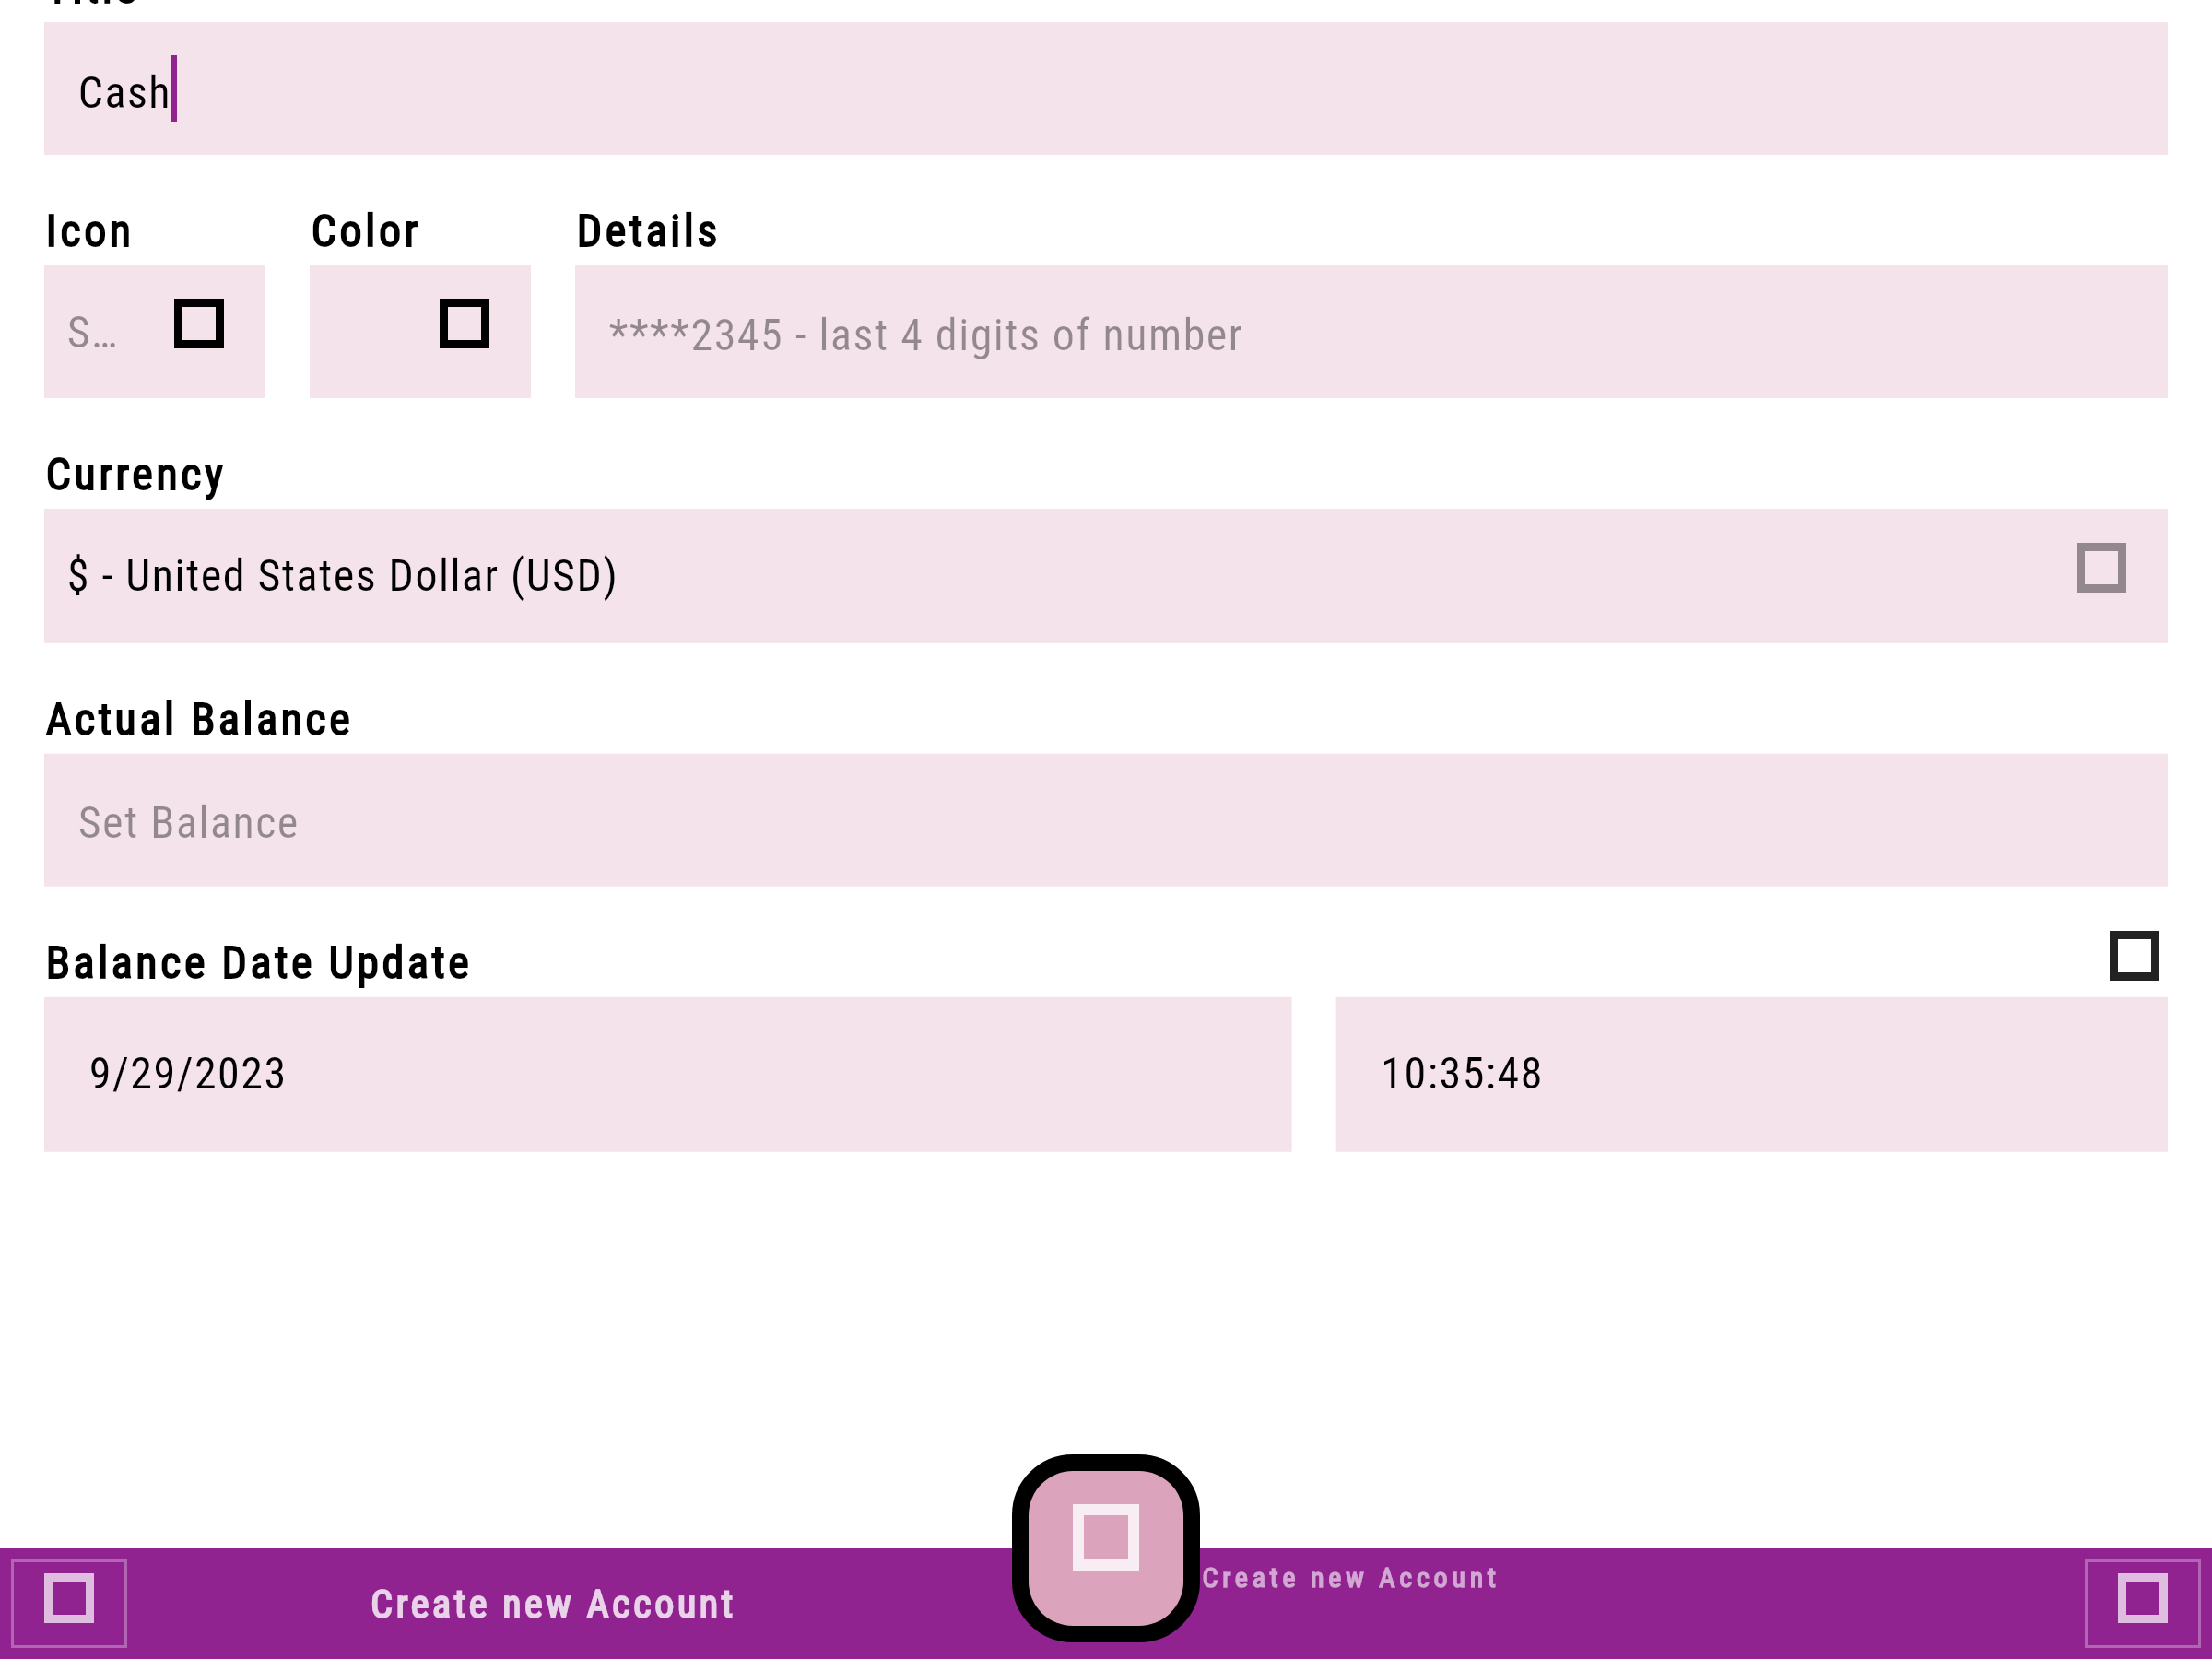 Cash
Icon Color Details
S… ****2345 - last 4 digits of number
Currency
$ - United States Dollar (USD)
Actual Balance
Set Balance
Balance Date Update
9/29/2023 10:35:48
Create new Account Create new Account